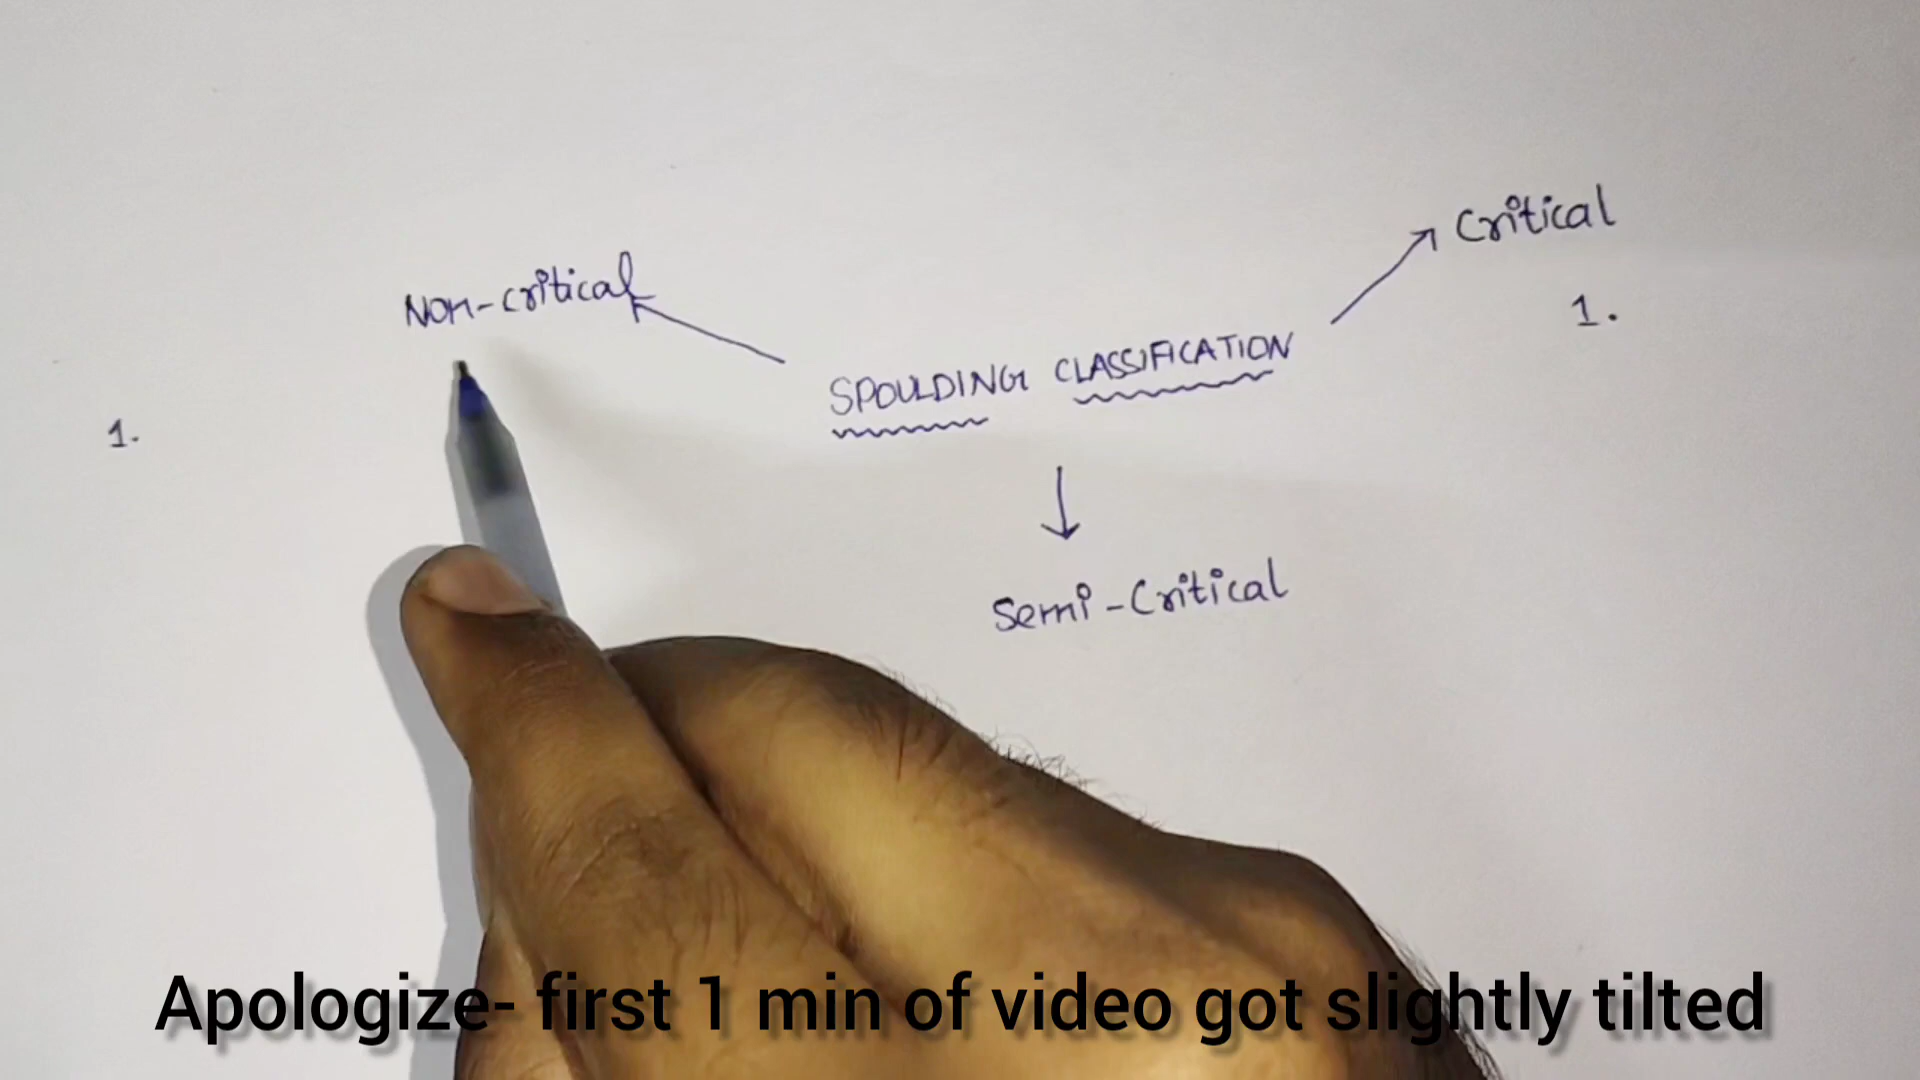 Critical
1.
Non-critical
SPOULDING CLASSIFICATION
1.
Semi-Critical
Apologize- first 1 min of video got slightly tilted